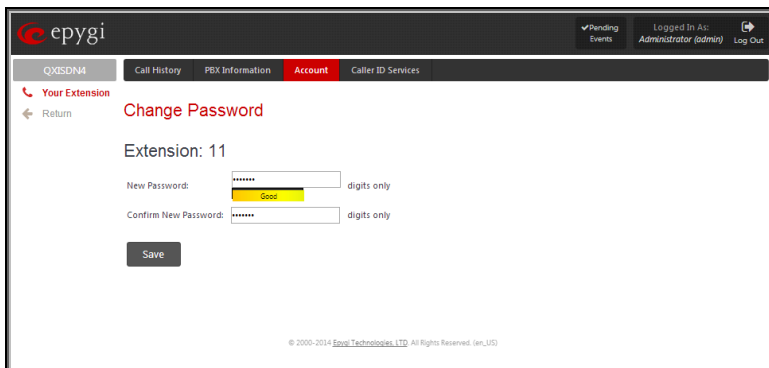 epygi
✔Pending Events
Logged In As: Administrator (admin)
Log Out
QXISDN4
Call History PBX Information Account Caller ID Services
Your Extension
Return
Change Password
Extension: 11
New Password: ••••••• digits only
Good
Confirm New Password: ••••••• digits only
Save
© 2000-2014 Epygi Technologies, LTD. All Rights Reserved. (en_US)